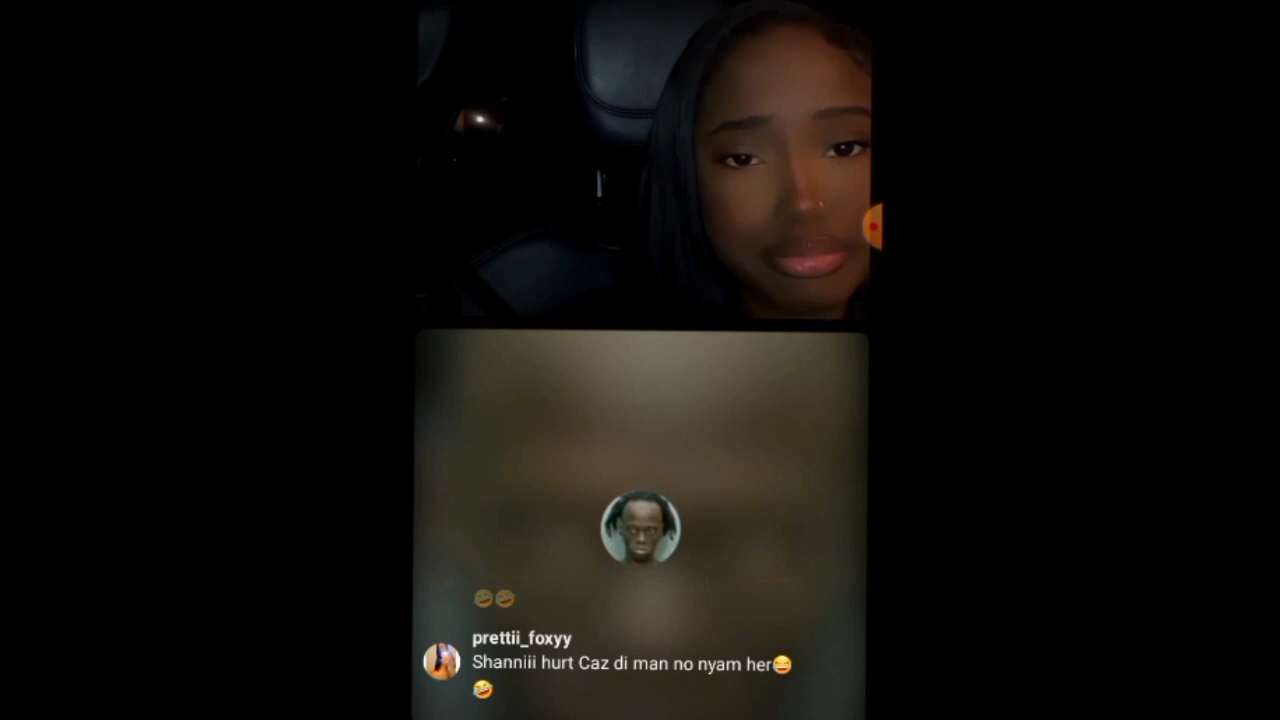 🤣🤣
prettii_foxyy
Shanniii hurt Caz di man no nyam her😂
🤣